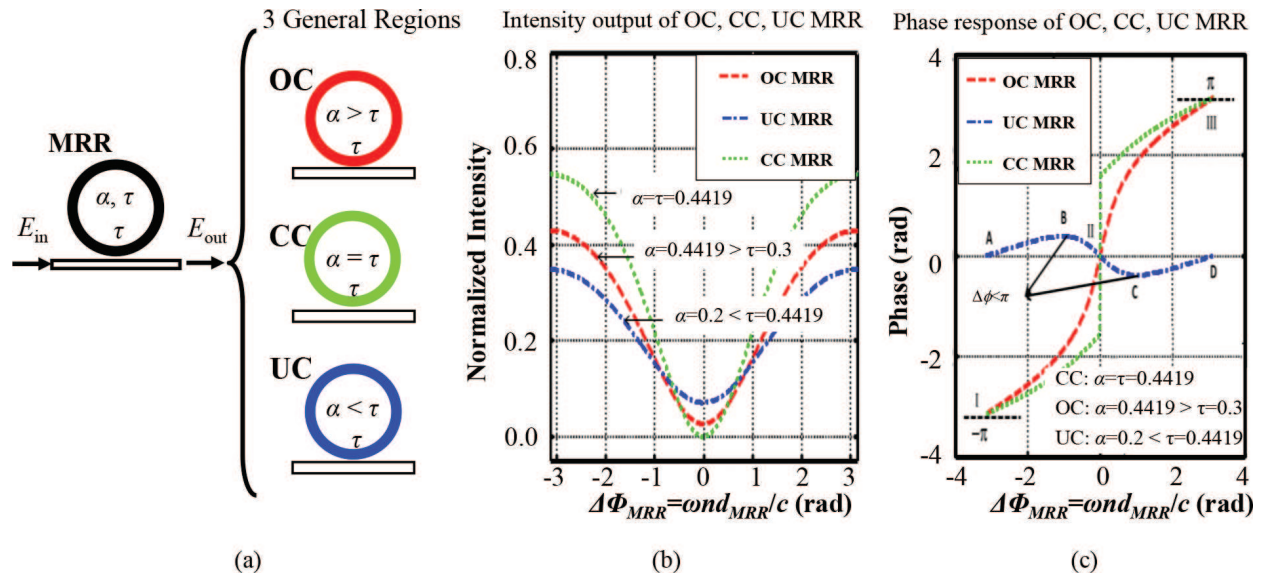 3 General Regions
MRR
α, τ
τ
E_in
E_out
OC
α > τ
τ
CC
α = τ
τ
UC
α < τ
τ
(a)
Intensity output of OC, CC, UC MRR
Normalized Intensity
0.8
0.6
0.4
0.2
0.0
OC MRR
UC MRR
CC MRR
α=τ=0.4419
α=0.4419 > τ=0.3
α=0.2 < τ=0.4419
-3 -2 -1 0 1 2 3
ΔΦ_MRR=ωnd_MRR/c (rad)
(b)
Phase response of OC, CC, UC MRR
Phase (rad)
4
2
0
-2
-4
OC MRR
UC MRR
CC MRR
π
III
A
B
II
C
D
Δϕ<π
I
-π
CC: α=τ=0.4419
OC: α=0.4419 > τ=0.3
UC: α=0.2 < τ=0.4419
-4 -2 0 2 4
ΔΦ_MRR=ωnd_MRR/c (rad)
(c)